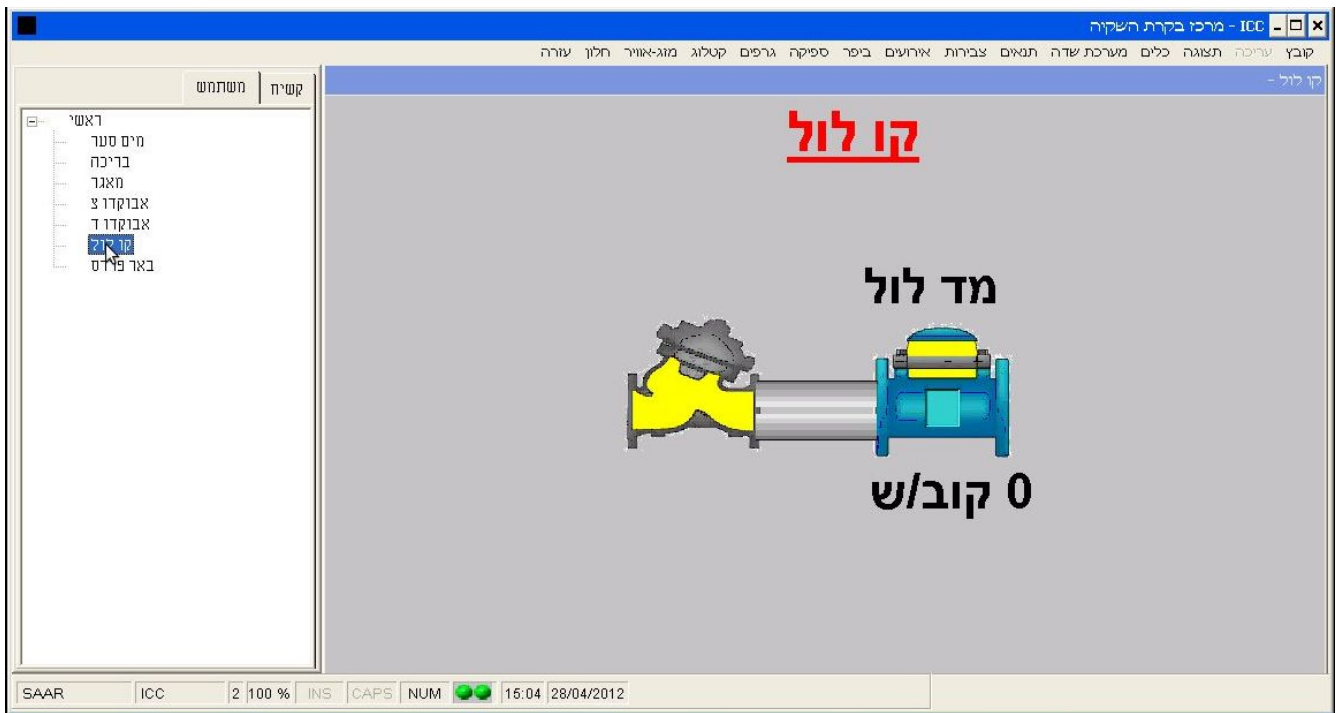 ICC - מרכז בקרת השקיה
קובץ עריכה תצוגה כלים מערכת שדה תנאים צבירות אירועים ביפר ספיקה גרפים קטלוג מזג-אוויר חלון עזרה
קו לול -
קשיח משתמש
ראשי
מים סער
בריכה
מאגר
אבוקדו צ
אבוקדו ד
קו לול
באר פרדס
קו לול
מד לול
0 קוב/ש
SAAR ICC 2 100 % INS CAPS NUM 15:04 28/04/2012